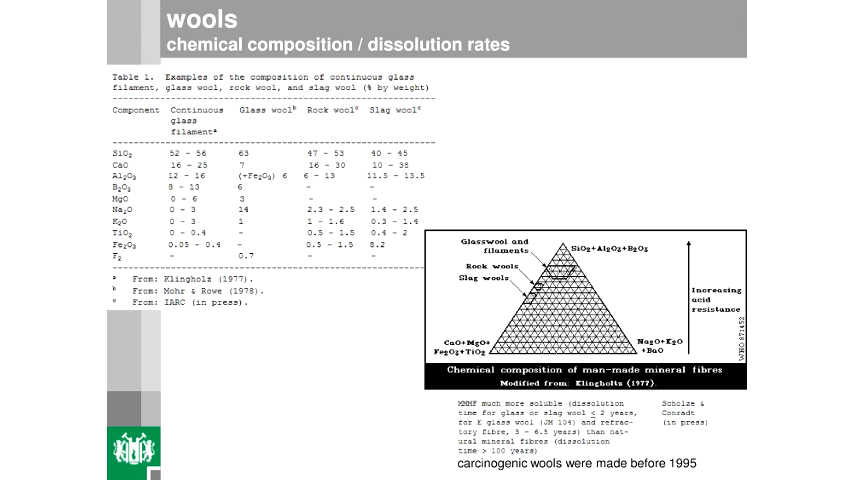 wools
chemical composition / dissolution rates
Table 1. Examples of the composition of continuous glass
filament, glass wool, rock wool, and slag wool (% by weight)
Component Continuous Glass woolᵇ Rock woolᶜ Slag woolᶜ
glass
filamentᵃ
SiO₂ 52 - 56 63 47 - 53 40 - 45
CaO 16 - 25 7 16 - 30 10 - 38
Al₂O₃ 12 - 16 (+Fe₂O₃) 6 6 - 13 11.5 - 13.5
B₂O₃ 8 - 13 6 - -
MgO 0 - 6 3 - -
Na₂O 0 - 3 14 2.3 - 2.5 1.4 - 2.5
K₂O 0 - 3 1 1 - 1.6 0.3 - 1.4
TiO₂ 0 - 0.4 - 0.5 - 1.5 0.4 - 2
Fe₂O₃ 0.05 - 0.4 - 0.5 - 1.5 8.2
F₂ - 0.7 - -
ᵃ From: Klingholz (1977).
ᵇ From: Mohr & Rowe (1978).
ᶜ From: IARC (in press).
Glasswool and
filaments
SiO₂+Al₂O₃+B₂O₃
Rock wools
Slag wools
Increasing
acid
resistance
CaO+MgO+
Fe₂O₃+TiO₂
Na₂O+K₂O
+BaO
WHO 871452
Chemical composition of man-made mineral fibres
Modified from: Klingholtz (1977).
MMMF much more soluble (dissolution
time for glass or slag wool ≤ 2 years,
for E glass wool (JM 104) and refrac-
tory fibre, 5 - 6.5 years) than nat-
ural mineral fibres (dissolution
time > 100 years)
Scholze &
Conradt
(in press)
carcinogenic wools were made before 1995